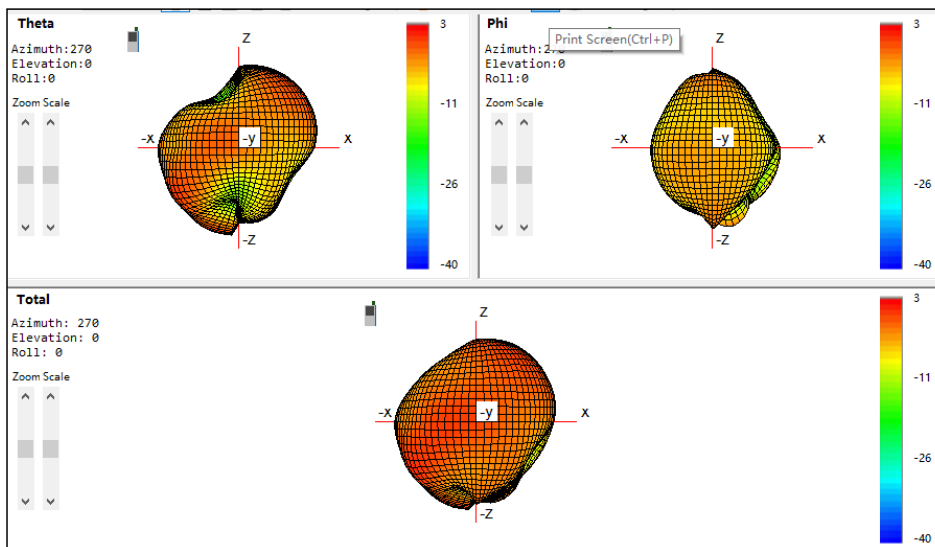 Theta
Azimuth:270
Elevation:0
Roll:0
Zoom Scale
Z
-x
-y
x
-Z
3
-11
-26
-40
Phi
Print Screen(Ctrl+P)
Elevation:0
Roll:0
Zoom Scale
Z
-x
-y
x
-Z
3
-11
-26
-40
Total
Azimuth: 270
Elevation: 0
Roll: 0
Zoom Scale
Z
-x
-y
x
-Z
3
-11
-26
-40